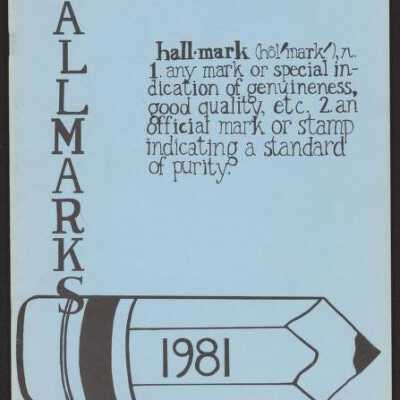 ALLMARKS
hall·mark (hôl′märk′), n.
1. any mark or special in-
dication of genuineness,
good quality, etc. 2. an
official mark or stamp
indicating a standard
of purity.
1981